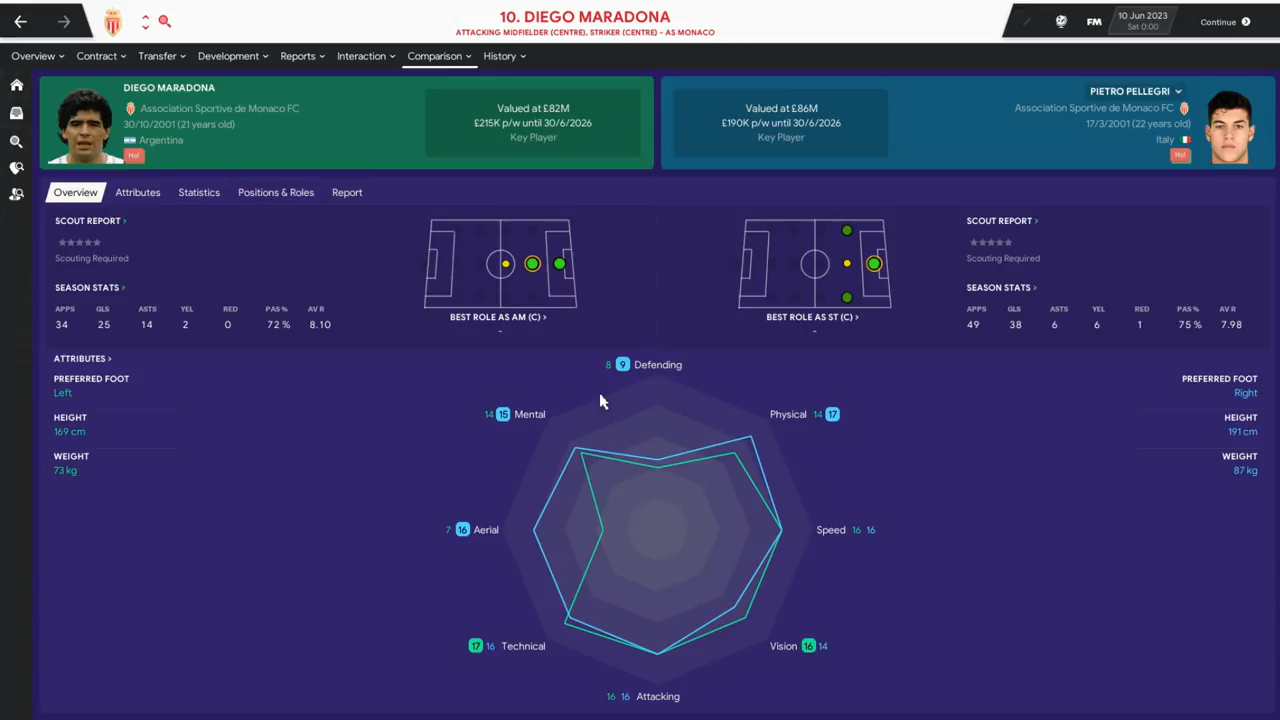 10. DIEGO MARADONA
ATTACKING MIDFIELDER (CENTRE), STRIKER (CENTRE) - AS MONACO
FM
10 Jun 2023
Sat 0:00
Continue
Overview
Contract
Transfer
Development
Reports
Interaction
Comparison
History
DIEGO MARADONA
Association Sportive de Monaco FC
30/10/2001 (21 years old)
Argentina
Hol
Valued at £82M
£215K p/w until 30/6/2026
Key Player
Valued at £86M
£190K p/w until 30/6/2026
Key Player
PIETRO PELLEGRI
Association Sportive de Monaco FC
17/3/2001 (22 years old)
Italy
Hol
Overview
Attributes
Statistics
Positions & Roles
Report
SCOUT REPORT >
Scouting Required
SEASON STATS >
APPS GLS ASTS YEL RED PAS % AV R
34 25 14 2 0 72 % 8.10
BEST ROLE AS AM (C) >
-
BEST ROLE AS ST (C) >
-
SCOUT REPORT >
Scouting Required
SEASON STATS >
APPS GLS ASTS YEL RED PAS % AV R
49 38 6 6 1 75 % 7.98
ATTRIBUTES >
PREFERRED FOOT
Left
HEIGHT
169 cm
WEIGHT
73 kg
8 9 Defending
14 15 Mental
Physical 14 17
7 16 Aerial
Speed 16 16
17 16 Technical
Vision 16 14
16 16 Attacking
PREFERRED FOOT
Right
HEIGHT
191 cm
WEIGHT
87 kg